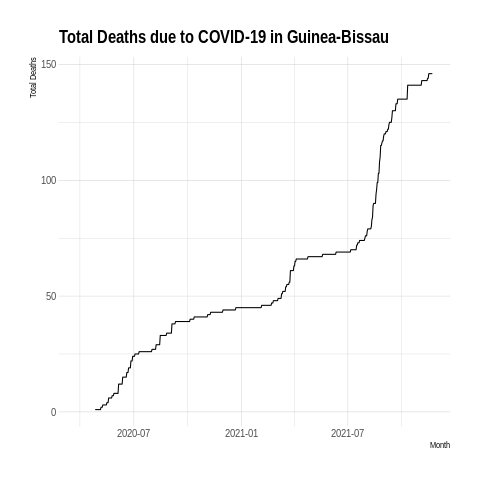 Total Deaths due to COVID-19 in Guinea-Bissau
Total Deaths
150
100
50
0
2020-07
2021-01
2021-07
Month